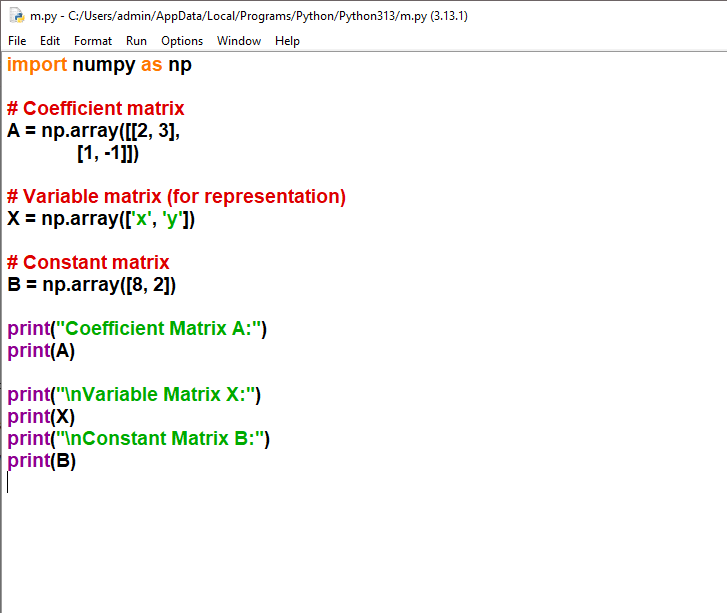 m.py - C:/Users/admin/AppData/Local/Programs/Python/Python313/m.py (3.13.1)
File Edit Format Run Options Window Help
import numpy as np
# Coefficient matrix
A = np.array([[2, 3],
[1, -1]])
# Variable matrix (for representation)
X = np.array(['x', 'y'])
# Constant matrix
B = np.array([8, 2])
print("Coefficient Matrix A:")
print(A)
print("\nVariable Matrix X:")
print(X)
print("\nConstant Matrix B:")
print(B)